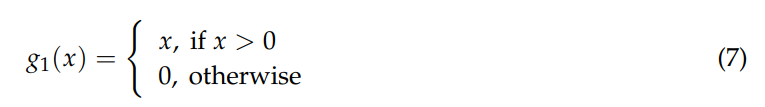 g₁(x) = { x, if x > 0
0, otherwise
(7)